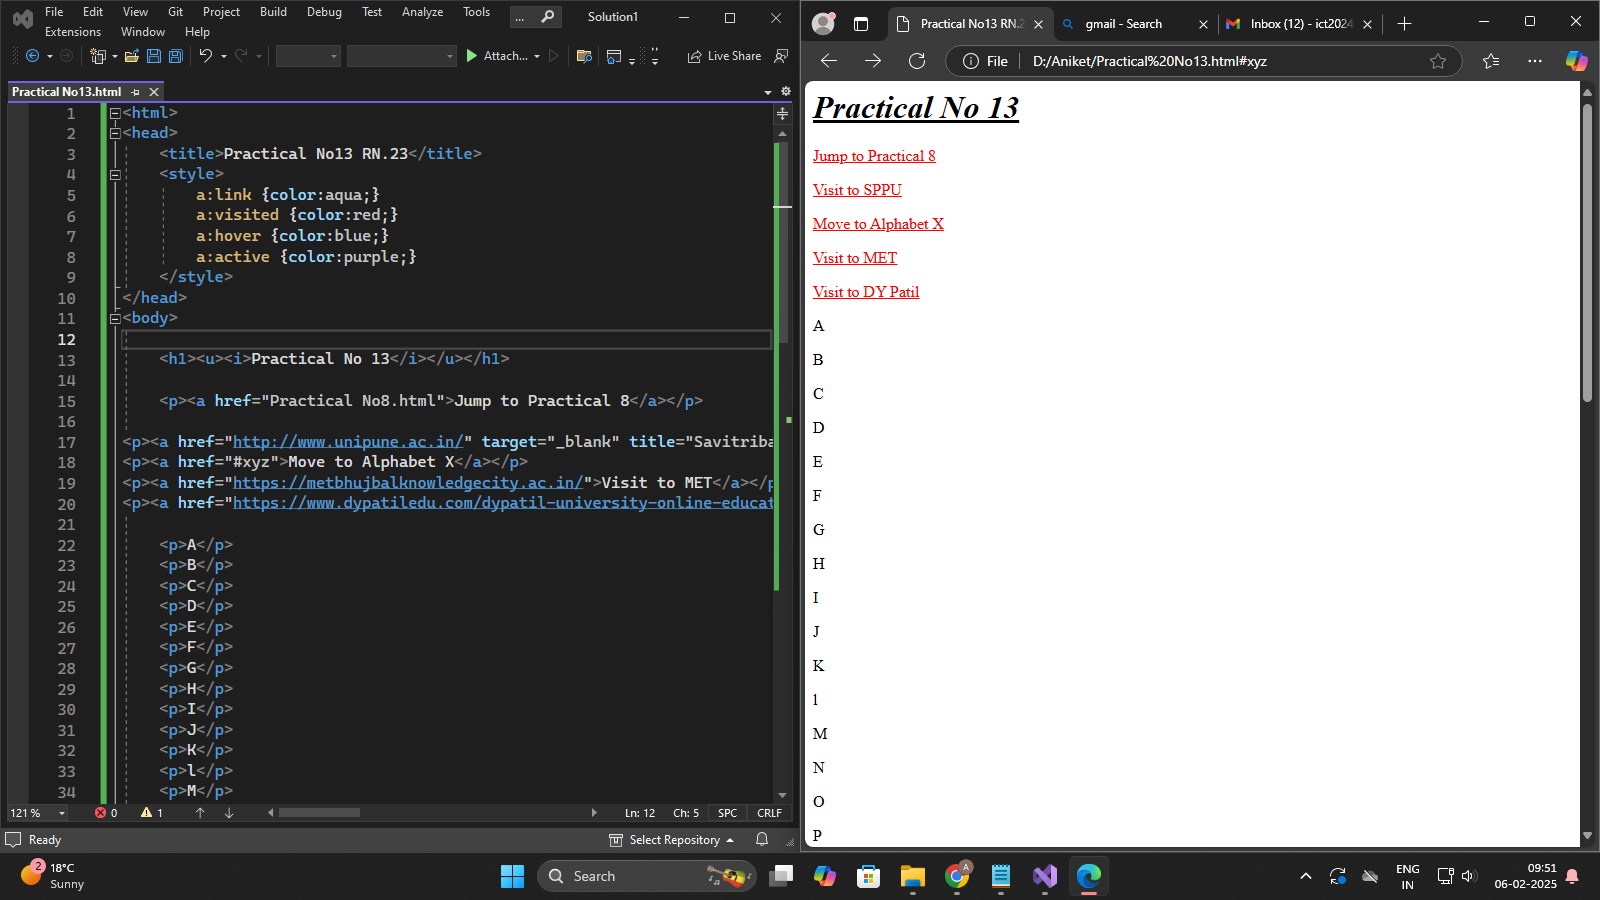 File Edit View Git Project Build Debug Test Analyze Tools ... Solution1
Extensions Window Help
Attach... Live Share
Practical No13.html
1 <html>
2 <head>
3 <title>Practical No13 RN.23</title>
4 <style>
5 a:link {color:aqua;}
6 a:visited {color:red;}
7 a:hover {color:blue;}
8 a:active {color:purple;}
9 </style>
10 </head>
11 <body>
12
13 <h1><u><i>Practical No 13</i></u></h1>
14
15 <p><a href="Practical No8.html">Jump to Practical 8</a></p>
16
17 <p><a href="http://www.unipune.ac.in/" target="_blank" title="Savitriba
18 <p><a href="#xyz">Move to Alphabet X</a></p>
19 <p><a href="https://metbhujbalknowledgecity.ac.in/">Visit to MET</a></p
20 <p><a href="https://www.dypatiledu.com/dypatil-university-online-educat
21
22 <p>A</p>
23 <p>B</p>
24 <p>C</p>
25 <p>D</p>
26 <p>E</p>
27 <p>F</p>
28 <p>G</p>
29 <p>H</p>
30 <p>I</p>
31 <p>J</p>
32 <p>K</p>
33 <p>l</p>
34 <p>M</p>
121 % 0 1 Ln: 12 Ch: 5 SPC CRLF
Ready Select Repository
Practical No13 RN.2 gmail - Search Inbox (12) - ict2024
File D:/Aniket/Practical%20No13.html#xyz
Practical No 13
Jump to Practical 8
Visit to SPPU
Move to Alphabet X
Visit to MET
Visit to DY Patil
A
B
C
D
E
F
G
H
I
J
K
l
M
N
O
P
2 18°C
Sunny
Search
A
ENG
IN
09:51
06-02-2025